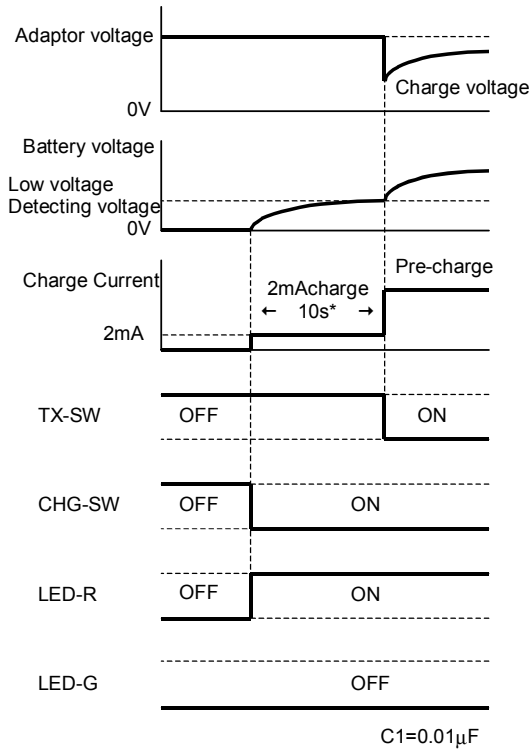 Adaptor voltage
Charge voltage
0V
Battery voltage
Low voltage
Detecting voltage
0V
Pre-charge
Charge Current
2mAcharge
← 10s* →
2mA
TX-SW OFF ON
CHG-SW OFF ON
LED-R OFF ON
LED-G OFF
C1=0.01μF